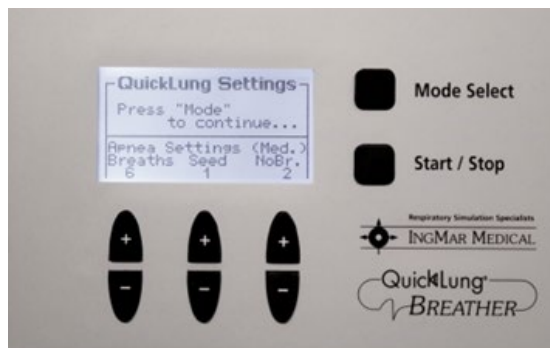 QuickLung Settings
Press "Mode"
to continue...
Apnea Settings (Med.)
Breaths Seed NoBr.
6 1 2
Mode Select
Start / Stop
+ + +
- - -
Respiratory Simulation Specialists
INGMAR MEDICAL
QuickLung®
BREATHER